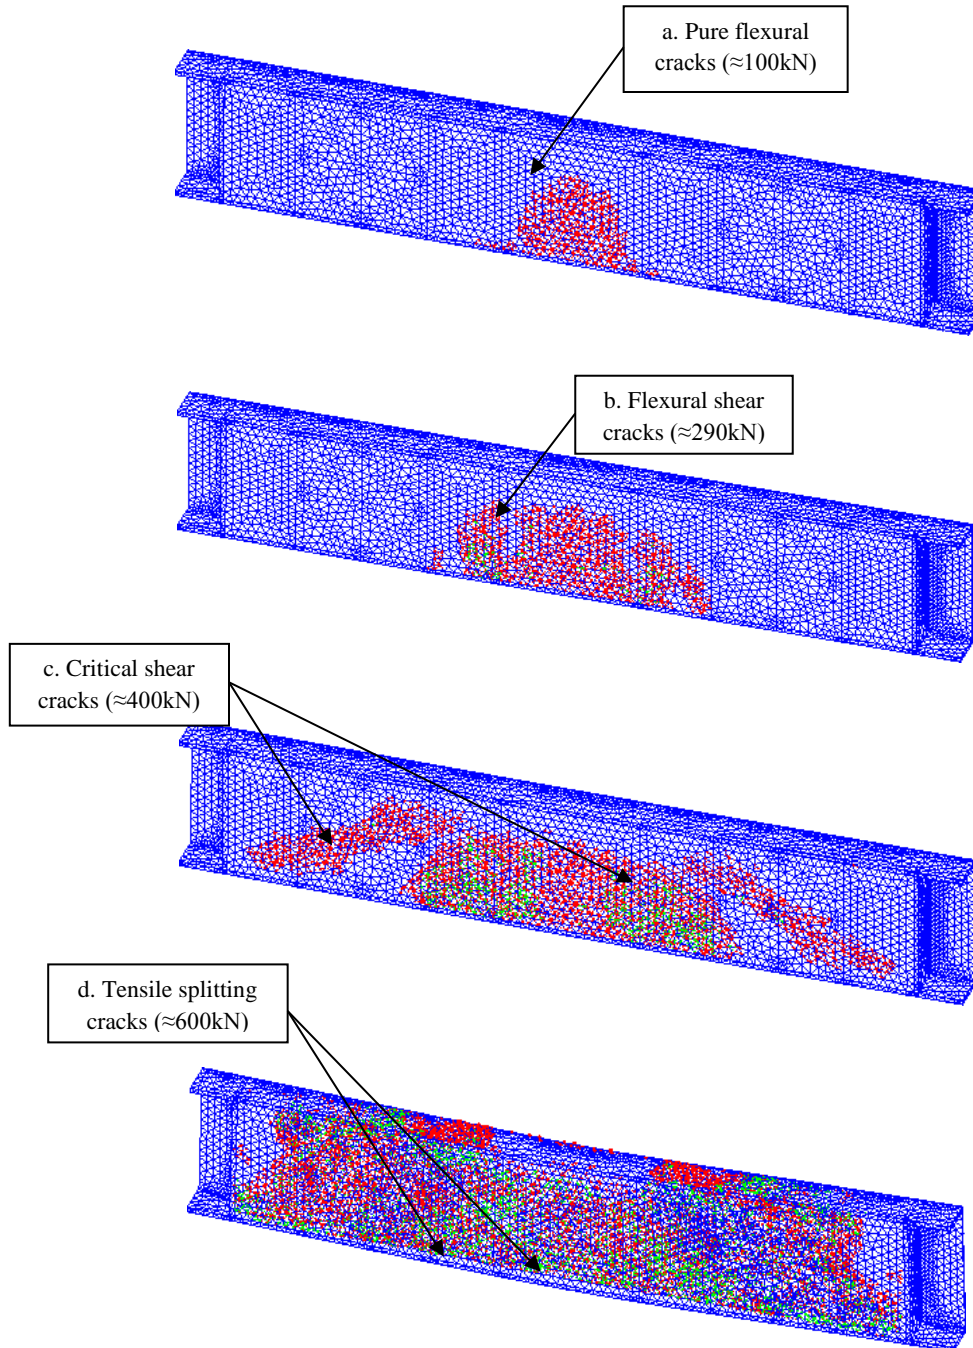 a. Pure flexural
cracks (≈100kN)
b. Flexural shear
cracks (≈290kN)
c. Critical shear
cracks (≈400kN)
d. Tensile splitting
cracks (≈600kN)